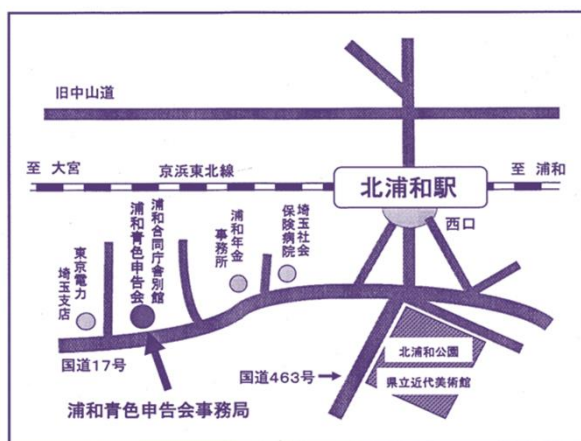 旧中山道
至 大宮
京浜東北線
北浦和駅
至 浦和
西口
東京電力
埼玉支店
浦和合同庁舎別館
浦和青色申告会
浦和年金
事務所
埼玉社会
保険病院
国道17号
国道463号→
北浦和公園
県立近代美術館
浦和青色申告会事務局